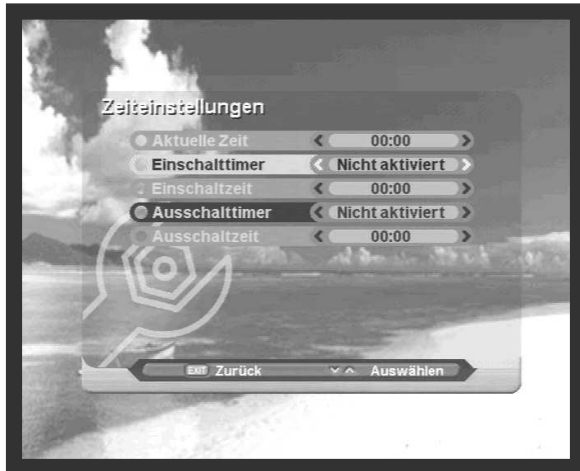 Zeiteinstellungen
Aktuelle Zeit 00:00
Einschalttimer Nicht aktiviert
Einschaltzeit 00:00
Ausschalttimer Nicht aktiviert
Ausschaltzeit 00:00
EXIT Zurück Auswählen